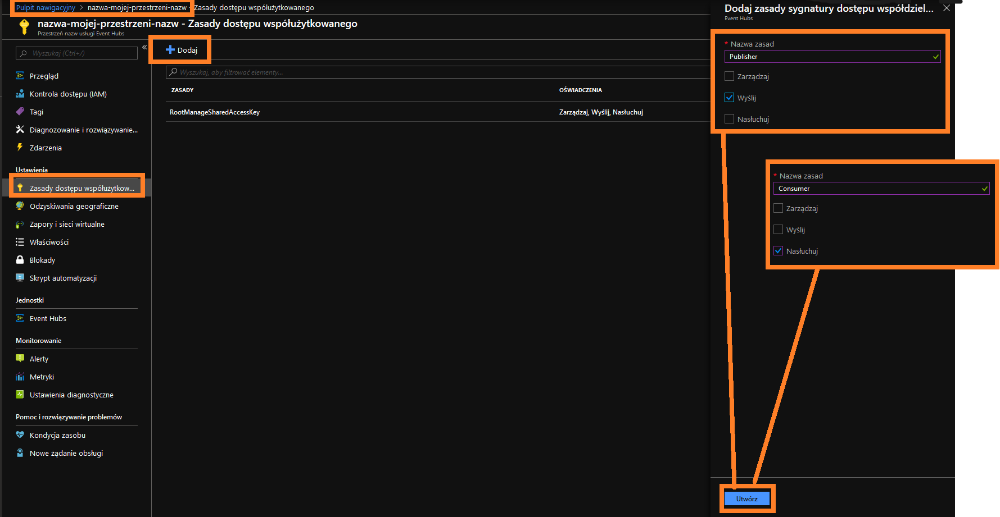 Pulpit nawigacyjny > nazwa-mojej-przestrzeni-nazw - Zasady dostępu współużytkowanego
nazwa-mojej-przestrzeni-nazw - Zasady dostępu współużytkowanego
Przestrzeń nazw usługi Event Hubs
Wyszukaj (Ctrl+/)
«
Przegląd
Kontrola dostępu (IAM)
Tagi
Diagnozowanie i rozwiązywanie...
Zdarzenia
Ustawienia
Zasady dostępu współużytkow...
Odzyskiwania geograficzne
Zapory i sieci wirtualne
Właściwości
Blokady
Skrypt automatyzacji
Jednostki
Event Hubs
Monitorowanie
Alerty
Metryki
Ustawienia diagnostyczne
Pomoc i rozwiązywanie problemów
Kondycja zasobu
Nowe żądanie obsługi
Dodaj
Wyszukaj, aby filtrować elementy...
ZASADY OŚWIADCZENIA
RootManageSharedAccessKey Zarządzaj, Wyślij, Nasłuchuj
Dodaj zasady sygnatury dostępu współdziel...
Event Hubs
* Nazwa zasad
Publisher
Zarządzaj
Wyślij
Nasłuchuj
* Nazwa zasad
Consumer
Zarządzaj
Wyślij
Nasłuchuj
Utwórz